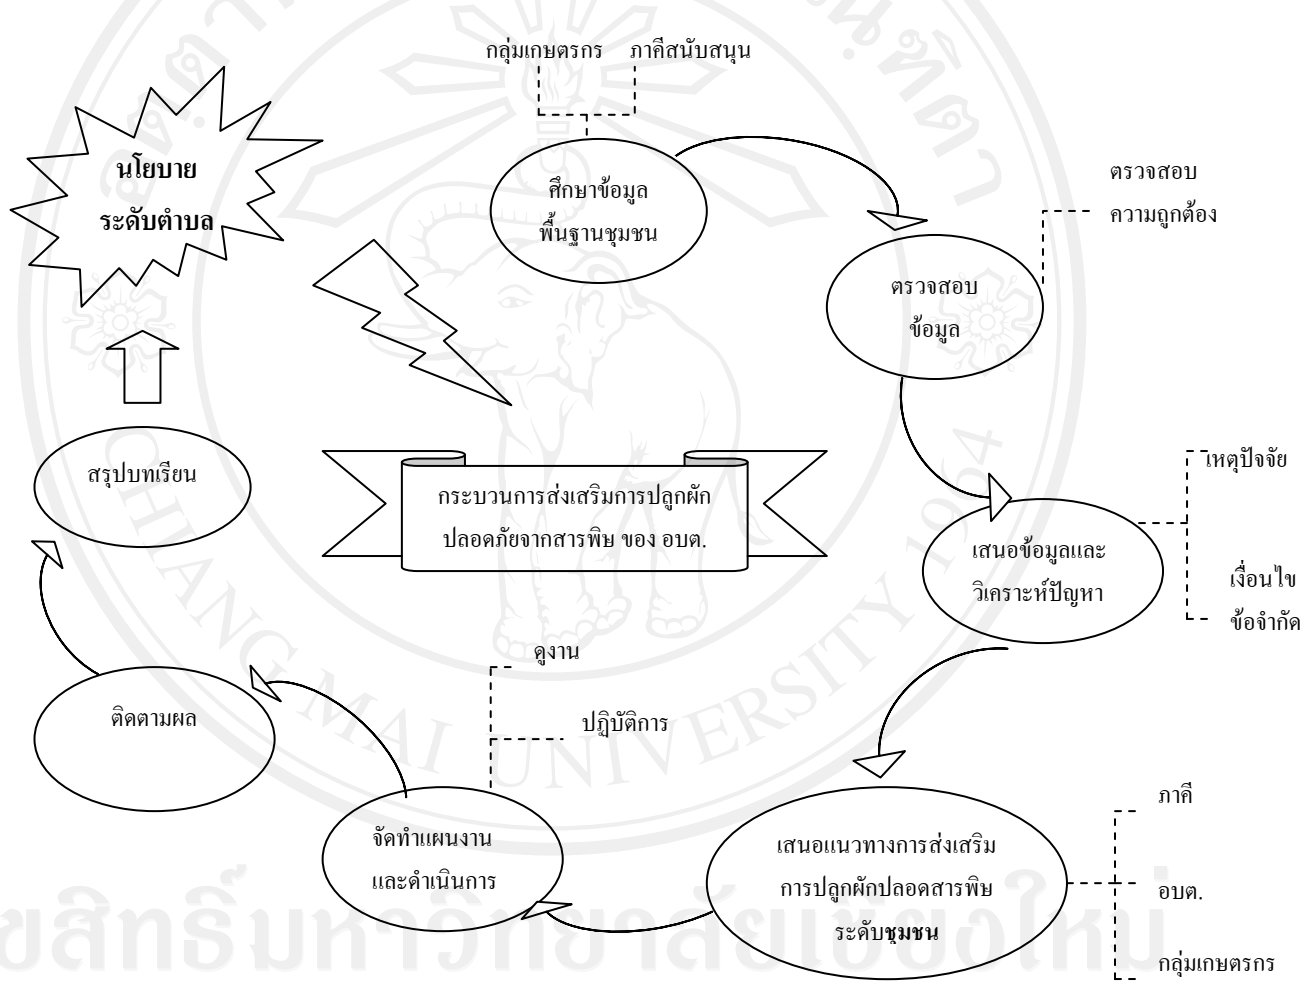 กลุ่มเกษตรกร ภาคีสนับสนุน
ศึกษาข้อมูล
พื้นฐานชุมชน
ตรวจสอบ
ความถูกต้อง
ตรวจสอบ
ข้อมูล
นโยบาย
ระดับตำบล
เหตุปัจจัย
เสนอข้อมูลและ
วิเคราะห์ปัญหา
เงื่อนไข
ข้อจำกัด
กระบวนการส่งเสริมการปลูกผัก
ปลอดภัยจากสารพิษ ของ อบต.
สรุปบทเรียน
ติดตามผล
ดูงาน
ปฏิบัติการ
จัดทำแผนงาน
และดำเนินการ
เสนอแนวทางการส่งเสริม
การปลูกผักปลอดสารพิษ
ระดับชุมชน
ภาคี
อบต.
กลุ่มเกษตรกร
CHIANG MAI UNIVERSITY 1964